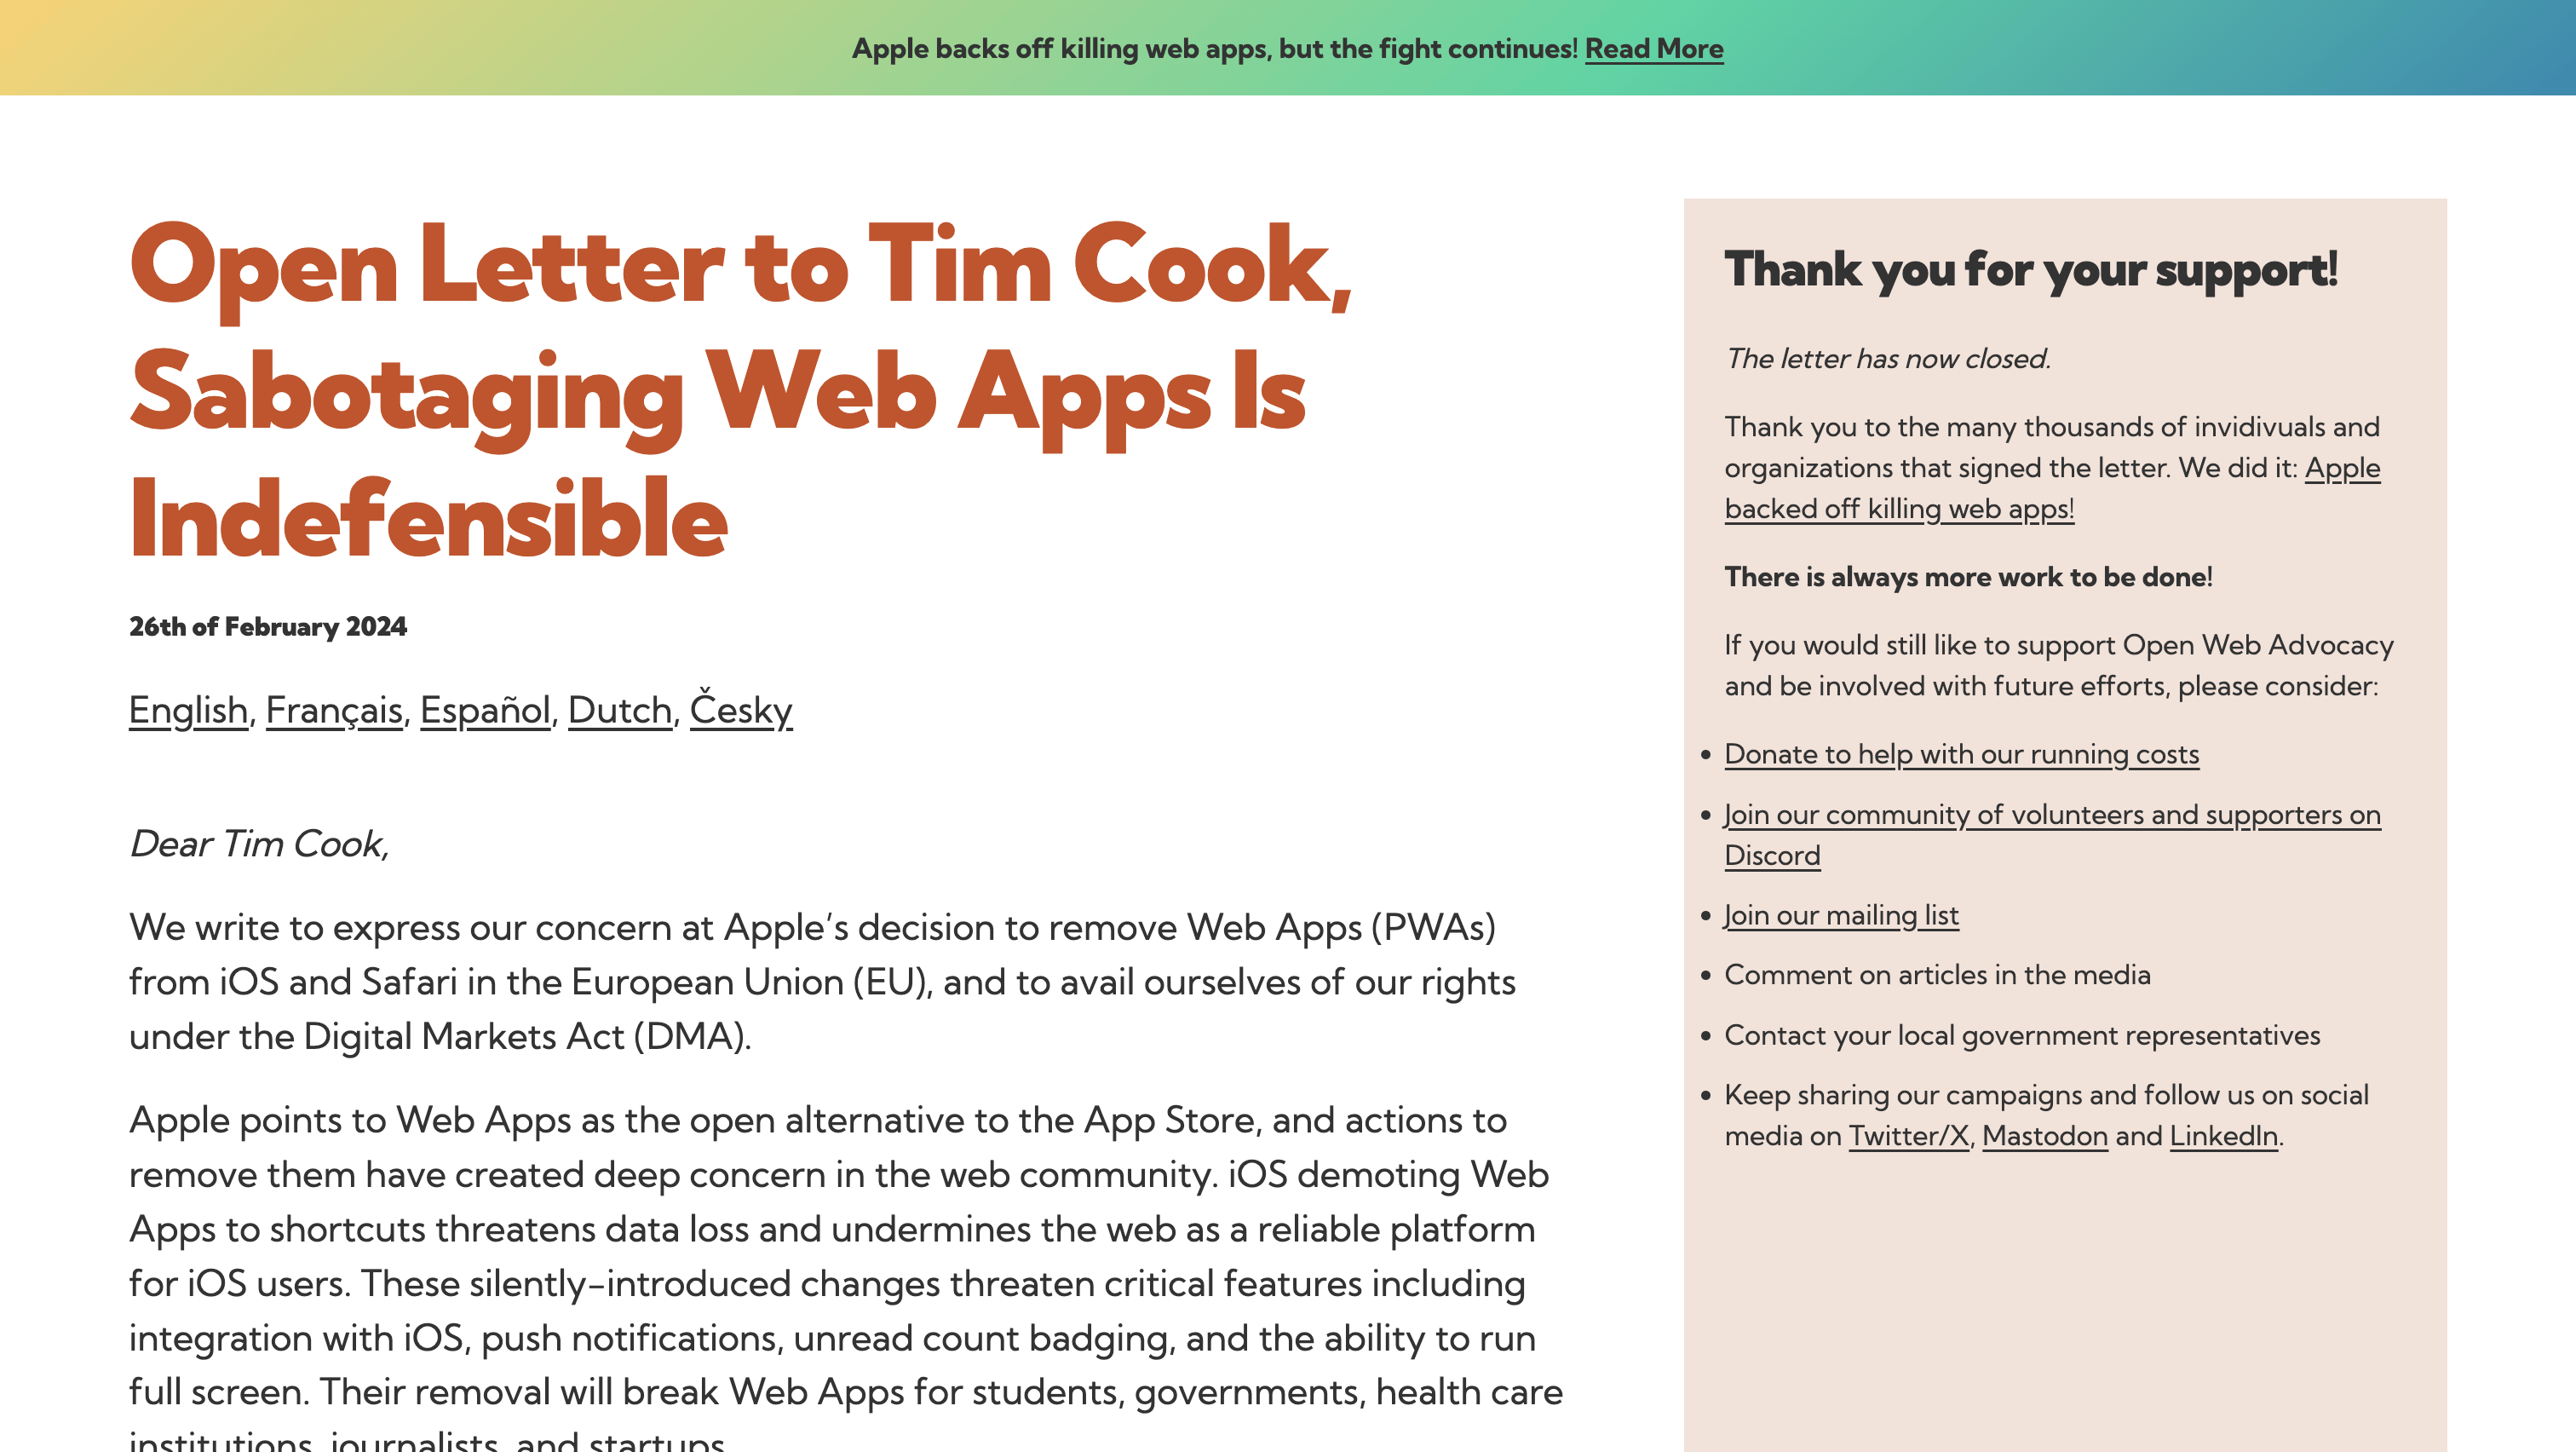 Apple backs off killing web apps, but the fight continues! Read More
Open Letter to Tim Cook,
Sabotaging Web Apps Is
Indefensible
26th of February 2024
English, Français, Español, Dutch, Česky
Dear Tim Cook,
We write to express our concern at Apple’s decision to remove Web Apps (PWAs)
from iOS and Safari in the European Union (EU), and to avail ourselves of our rights
under the Digital Markets Act (DMA).
Apple points to Web Apps as the open alternative to the App Store, and actions to
remove them have created deep concern in the web community. iOS demoting Web
Apps to shortcuts threatens data loss and undermines the web as a reliable platform
for iOS users. These silently-introduced changes threaten critical features including
integration with iOS, push notifications, unread count badging, and the ability to run
full screen. Their removal will break Web Apps for students, governments, health care
institutions, journalists, and startups.
Thank you for your support!
The letter has now closed.
Thank you to the many thousands of invidivuals and
organizations that signed the letter. We did it: Apple
backed off killing web apps!
There is always more work to be done!
If you would still like to support Open Web Advocacy
and be involved with future efforts, please consider:
• Donate to help with our running costs
• Join our community of volunteers and supporters on
Discord
• Join our mailing list
• Comment on articles in the media
• Contact your local government representatives
• Keep sharing our campaigns and follow us on social
media on Twitter/X, Mastodon and LinkedIn.